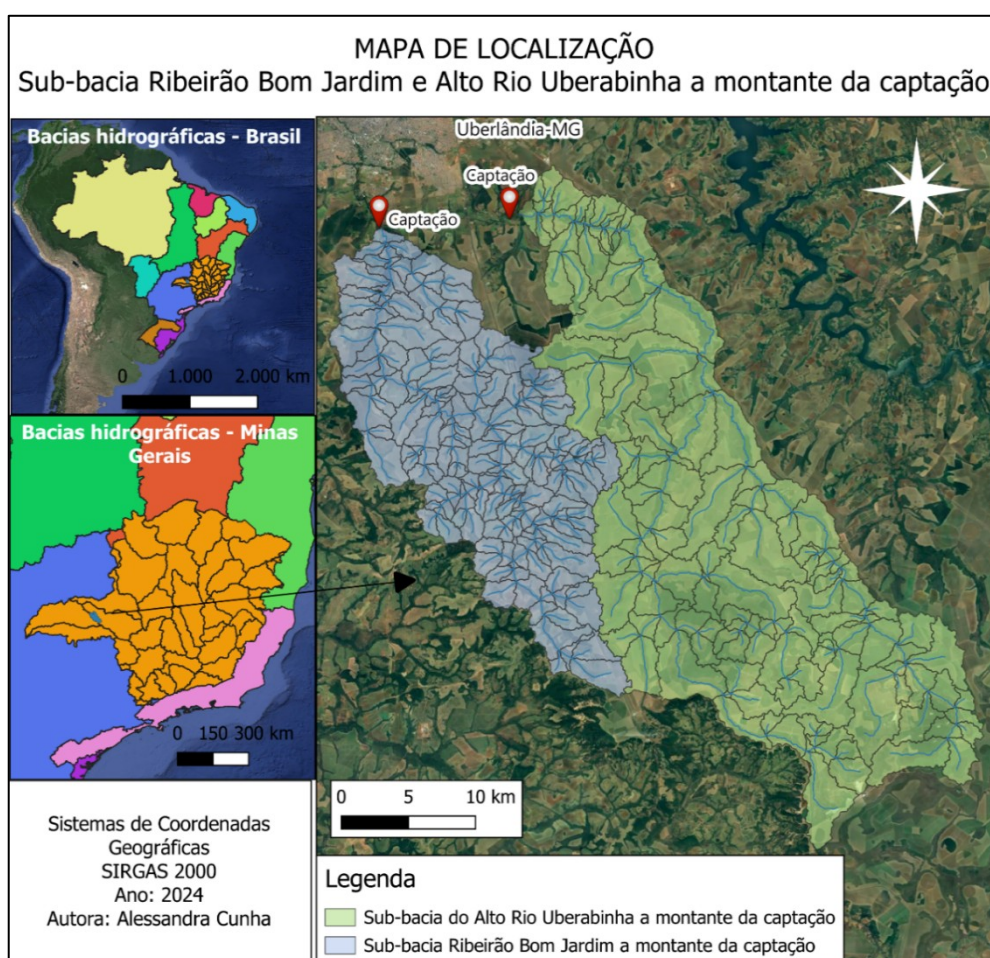 MAPA DE LOCALIZAÇÃO
Sub-bacia Ribeirão Bom Jardim e Alto Rio Uberabinha a montante da captação
Bacias hidrográficas - Brasil
0 1.000 2.000 km
Bacias hidrográficas - Minas
Gerais
0 150 300 km
Sistemas de Coordenadas
Geográficas
SIRGAS 2000
Ano: 2024
Autora: Alessandra Cunha
Uberlândia-MG
Captação
Captação
0 5 10 km
Legenda
Sub-bacia do Alto Rio Uberabinha a montante da captação
Sub-bacia Ribeirão Bom Jardim a montante da captação